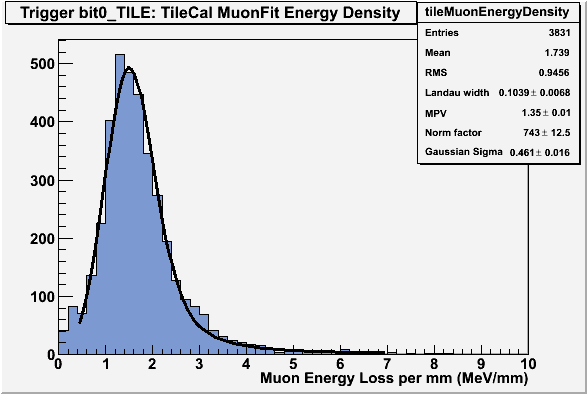 Trigger bit0_TILE: TileCal MuonFit Energy Density
tileMuonEnergyDensity
Entries 3831
Mean 1.739
RMS 0.9456
Landau width 0.1039 ± 0.0068
MPV 1.35 ± 0.01
Norm factor 743 ± 12.5
Gaussian Sigma 0.461 ± 0.016
500
400
300
200
100
0
0 1 2 3 4 5 6 7 8 9 10
Muon Energy Loss per mm (MeV/mm)